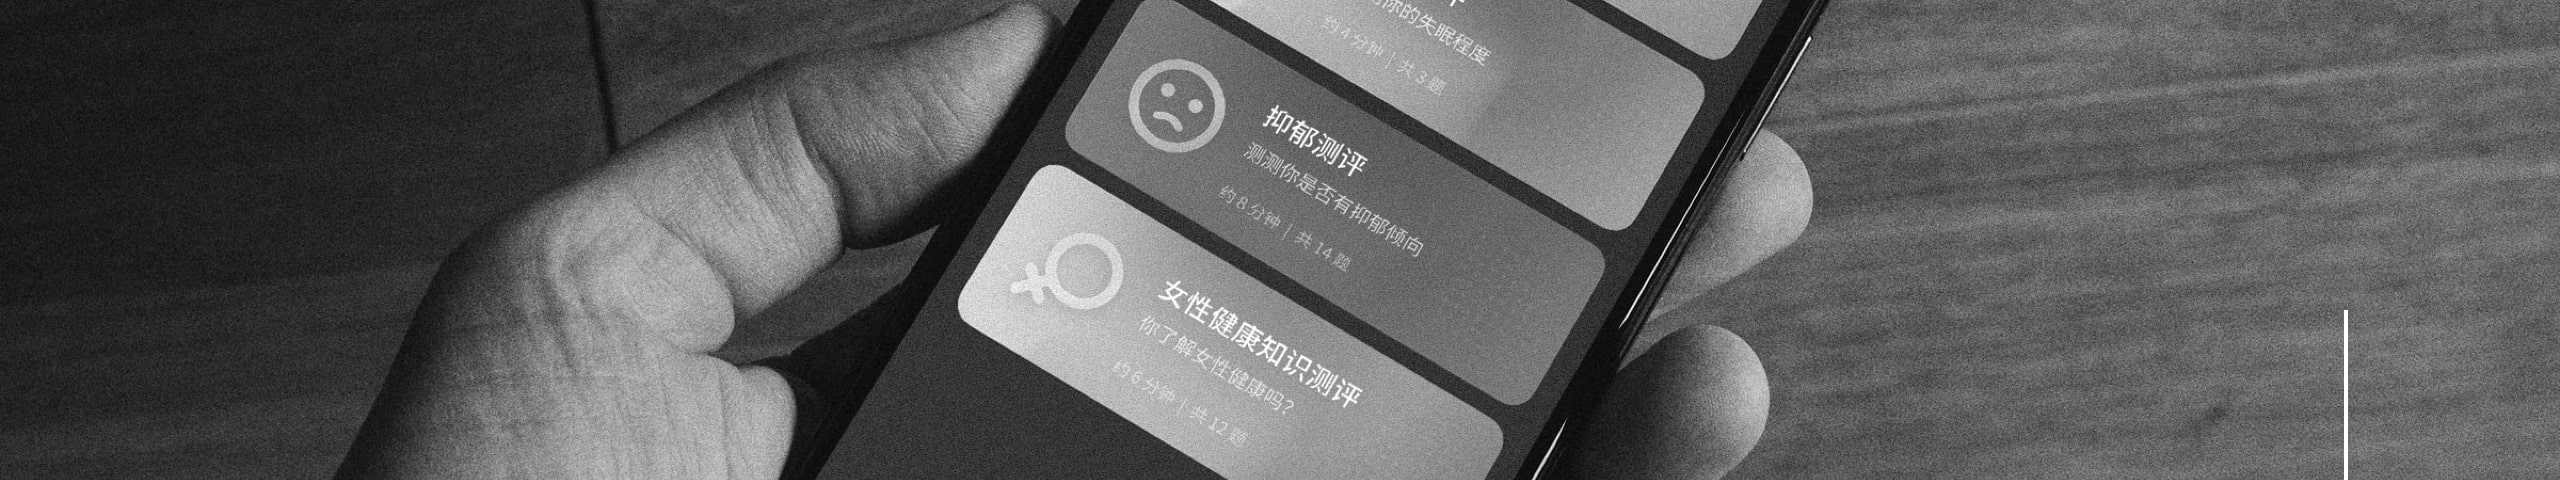 你的失眠程度
约 4 分钟 | 共 3 题
抑郁测评
测测你是否有抑郁倾向
约 8 分钟 | 共 14 题
女性健康知识测评
你了解女性健康吗?
约 6 分钟 | 共 12 题